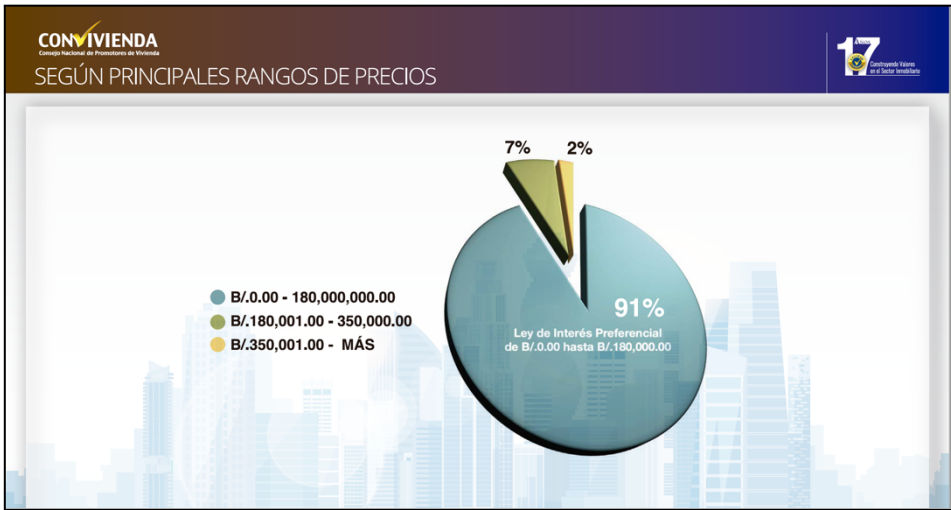 CONVIVIENDA
Consejo Nacional de Promotores de Vivienda
SEGÚN PRINCIPALES RANGOS DE PRECIOS
17 Años
Construyendo Valores
en el Sector Inmobiliario
7%
2%
B/.0.00 - 180,000,000.00
B/.180,001.00 - 350,000.00
B/.350,001.00 - MÁS
91%
Ley de Interés Preferencial
de B/.0.00 hasta B/.180,000.00